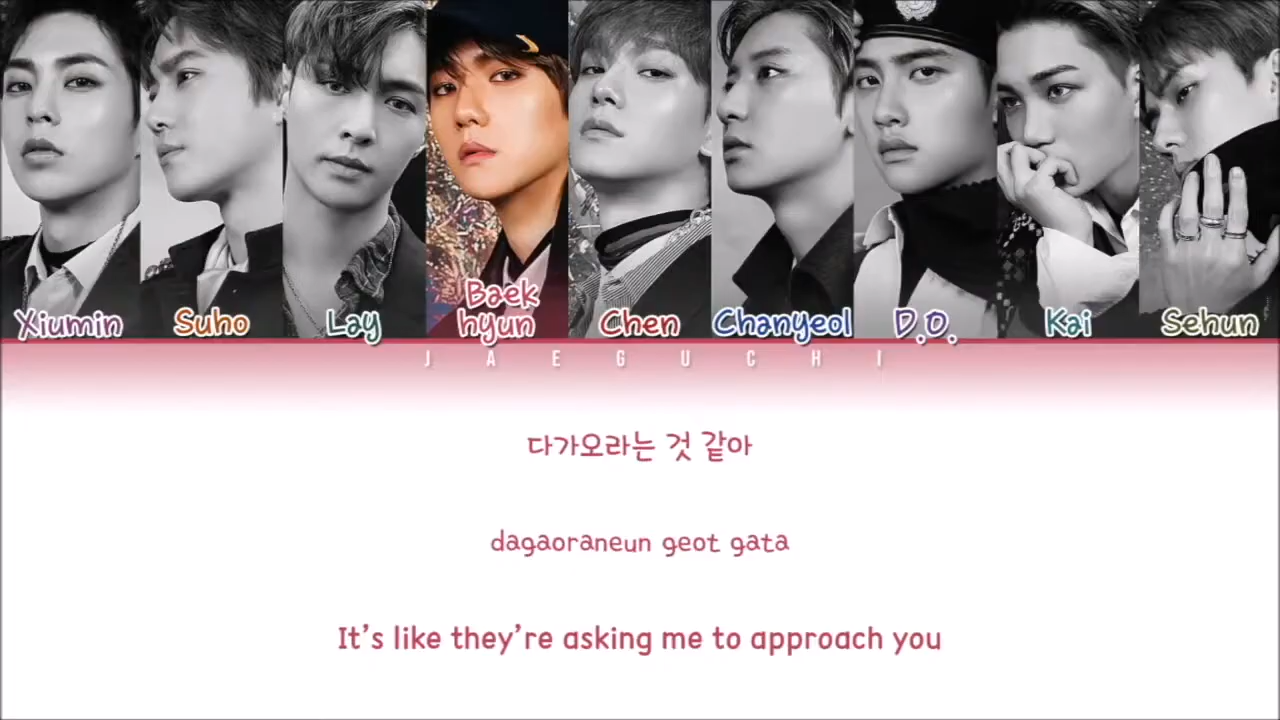 Xiumin
Suho
Lay
Baek
hyun
Chen
Chanyeol
D.O.
Kai
Sehun
JAEGUCHI
다가오라는 것 같아
dagaoraneun geot gata
It's like they're asking me to approach you